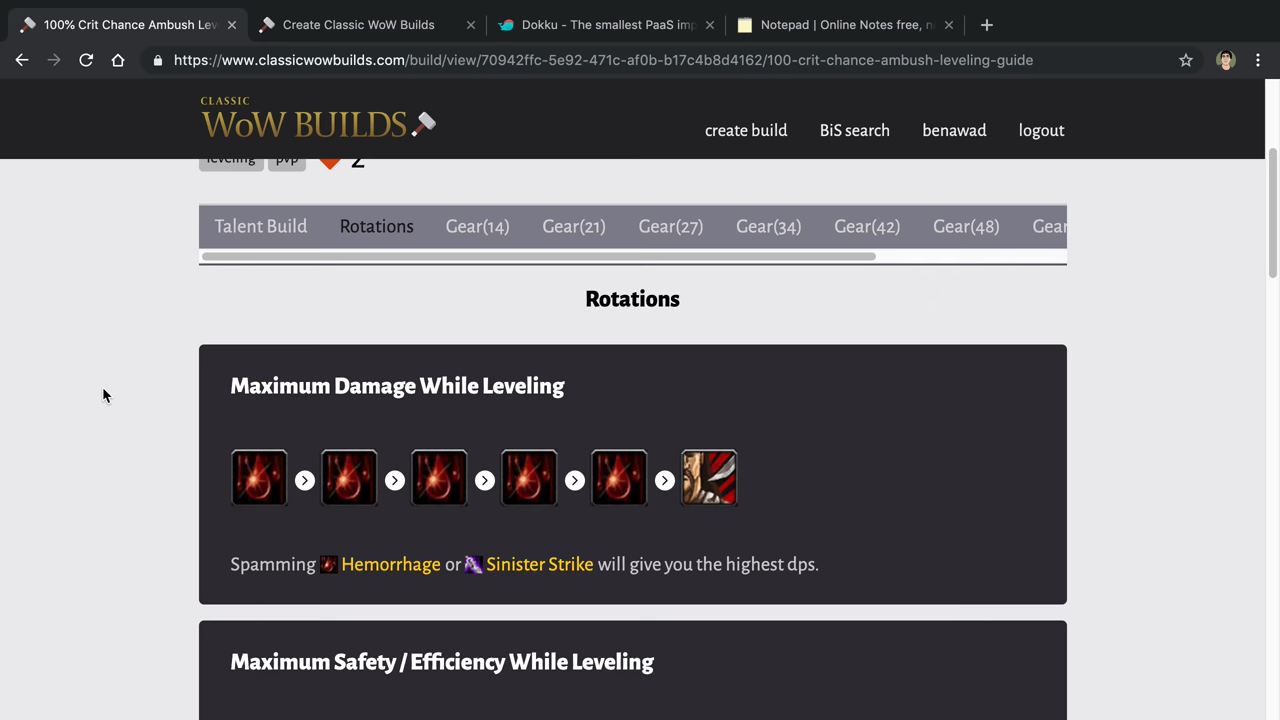 100% Crit Chance Ambush Lev
Create Classic WoW Builds
Dokku - The smallest PaaS imp
Notepad | Online Notes free, n
https://www.classicwowbuilds.com/build/view/70942ffc-5e92-471c-af0b-b17c4b8d4162/100-crit-chance-ambush-leveling-guide
CLASSIC
WOW BUILDS
create build
BiS search
benawad
logout
leveling
pvp
2
Talent Build
Rotations
Gear(14)
Gear(21)
Gear(27)
Gear(34)
Gear(42)
Gear(48)
Gear
Rotations
Maximum Damage While Leveling
Spamming Hemorrhage or Sinister Strike will give you the highest dps.
Maximum Safety / Efficiency While Leveling